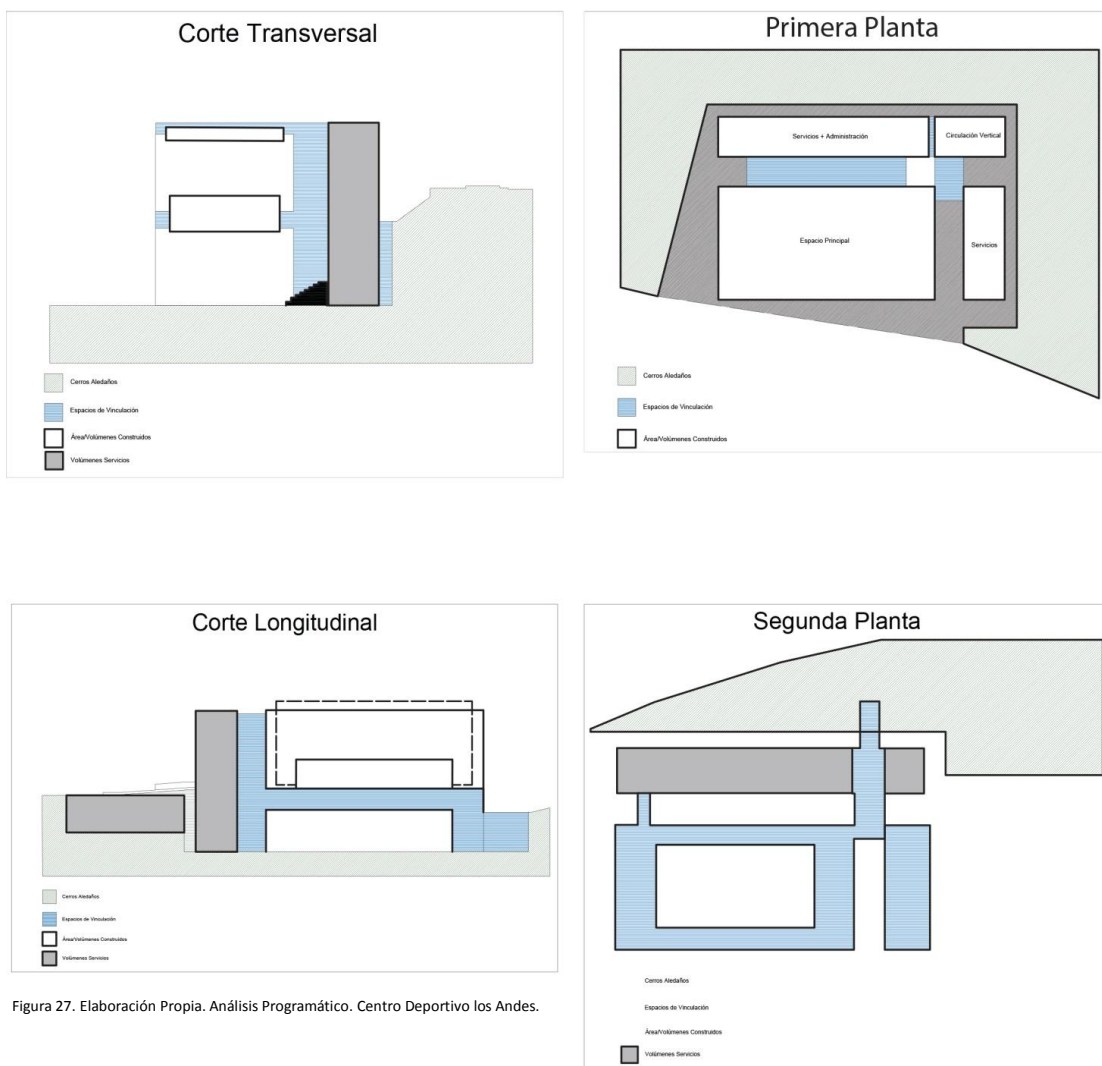 Corte Transversal
Cerros Aledaños
Espacios de Vinculación
Área/Volúmenes Construidos
Volúmenes Servicios
Primera Planta
Servicios + Administración
Circulación Vertical
Espacio Principal
Servicios
Cerros Aledaños
Espacios de Vinculación
Área/Volúmenes Construidos
Corte Longitudinal
Cerros Aledaños
Espacios de Vinculación
Área/Volúmenes Construidos
Volúmenes Servicios
Segunda Planta
Cerros Aledaños
Espacios de Vinculación
Área/Volúmenes Construidos
Volúmenes Servicios
Figura 27. Elaboración Propia. Análisis Programático. Centro Deportivo los Andes.